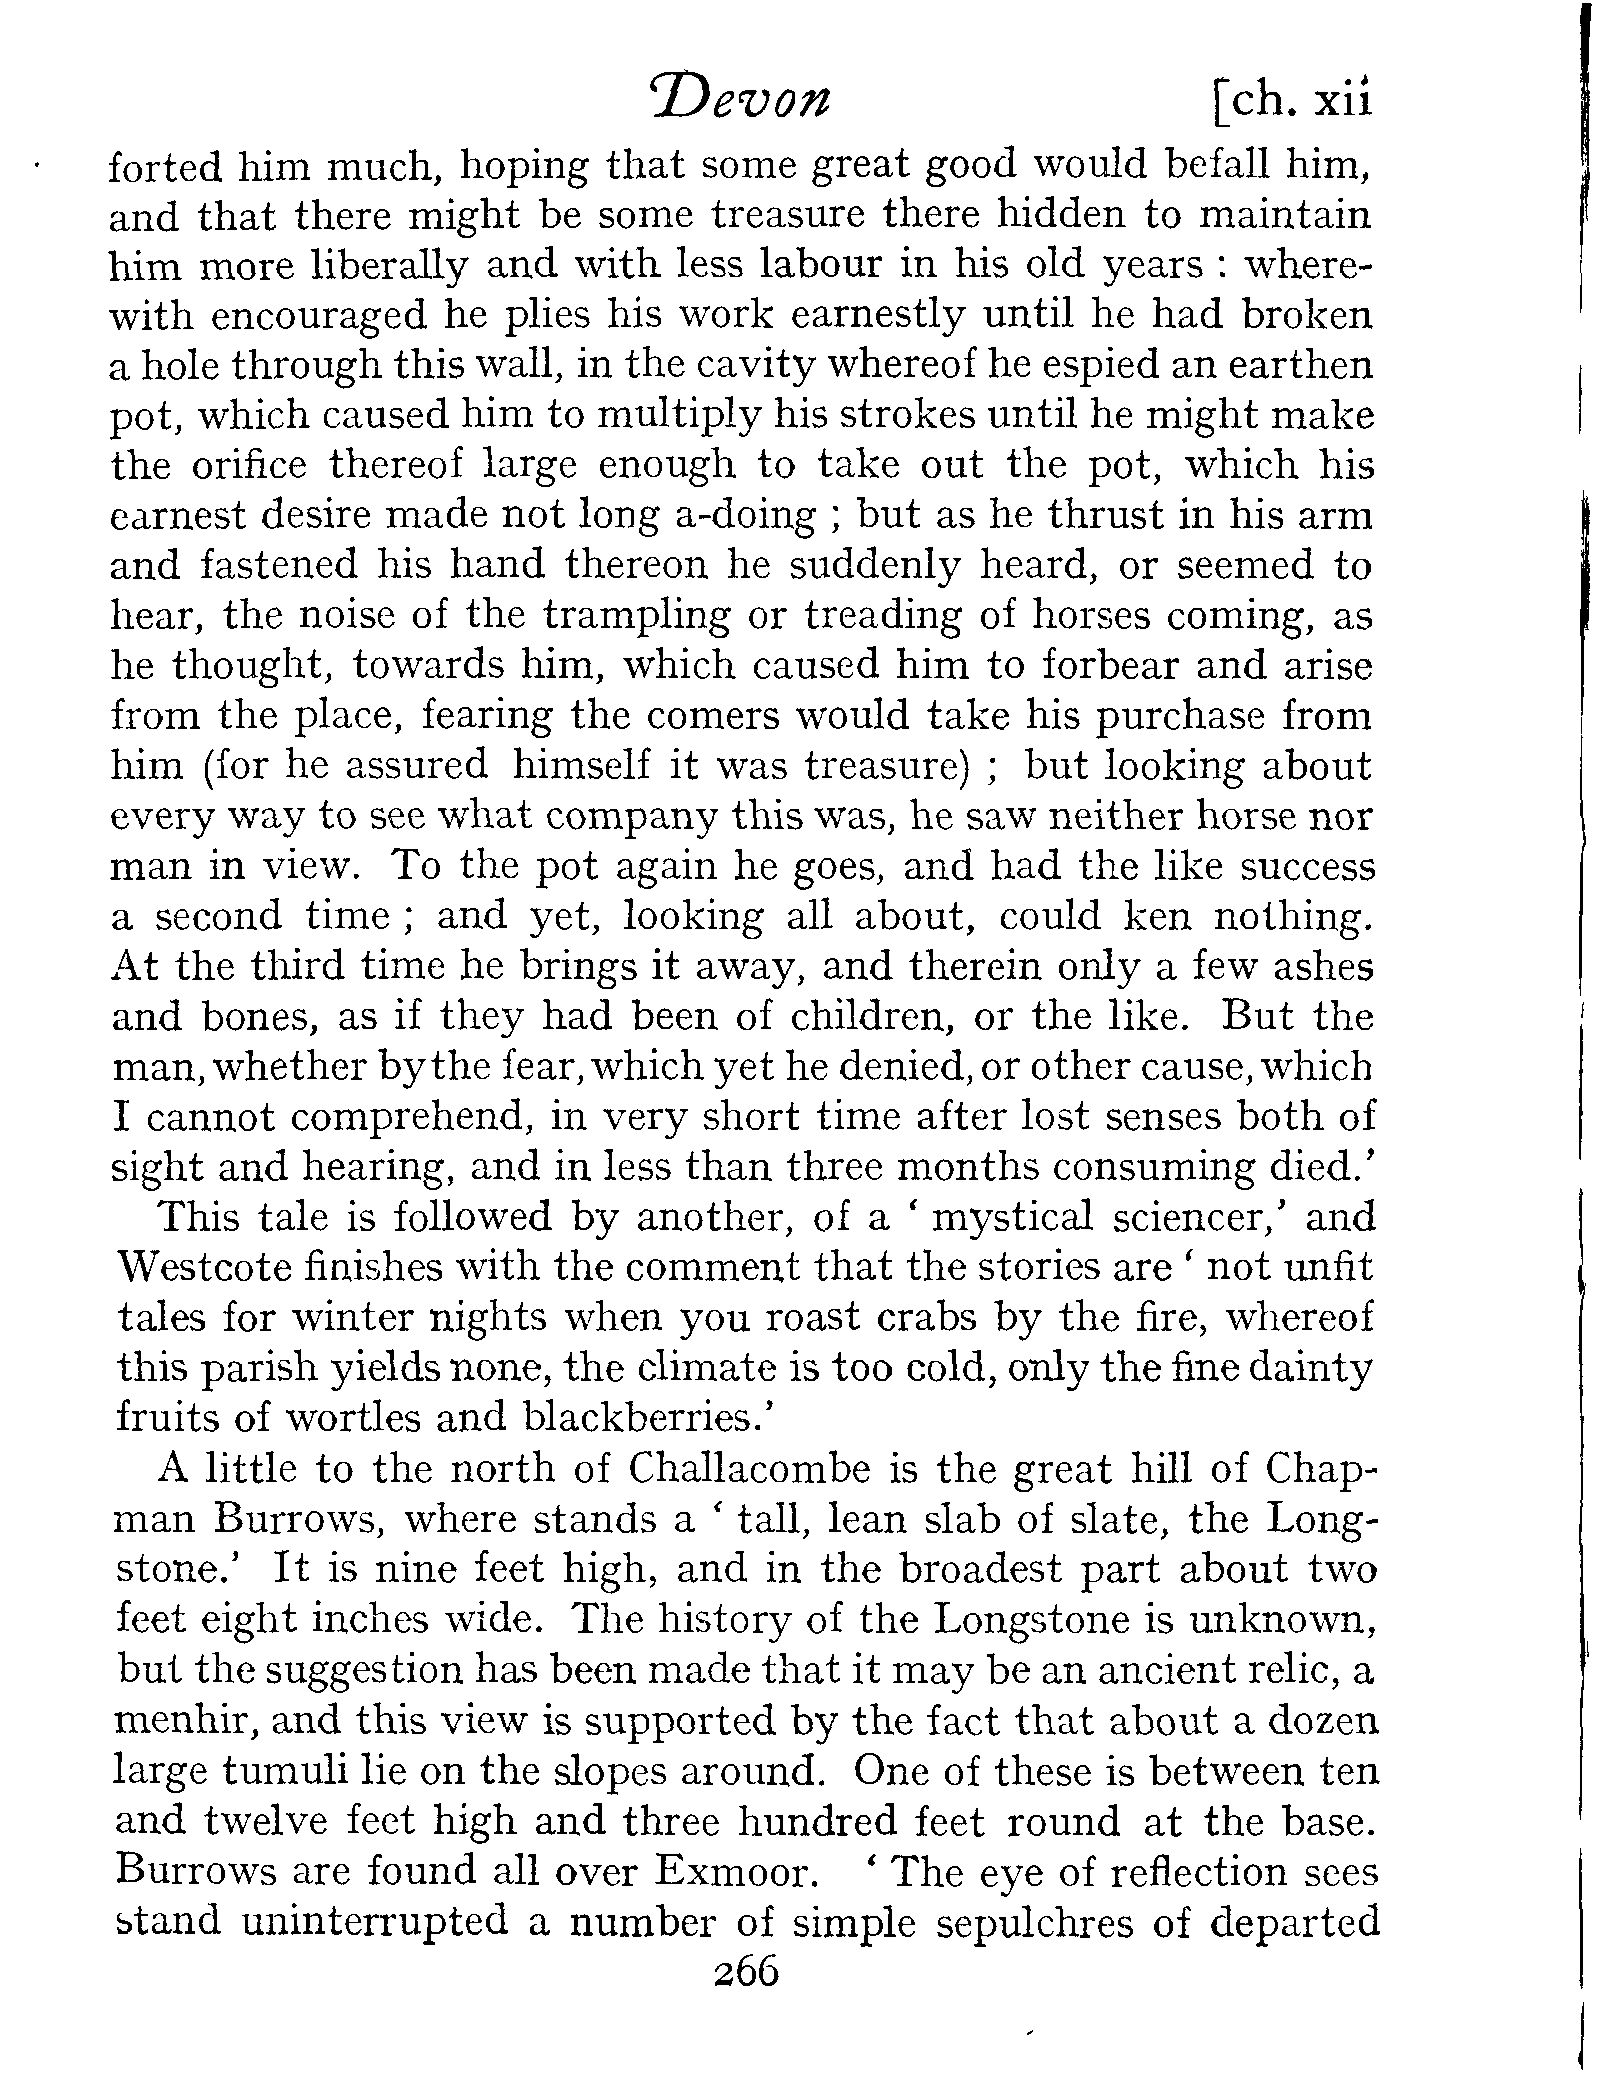 Devon [ch. xii
forted him much, hoping that some great good would befall him,
and that there might be some treasure there hidden to maintain
him more liberally and with less labour in his old years : where-
with encouraged he plies his work earnestly until he had broken
a hole through this wall, in the cavity whereof he espied an earthen
pot, which caused him to multiply his strokes until he might make
the orifice thereof large enough to take out the pot, which his
earnest desire made not long a-doing ; but as he thrust in his arm
and fastened his hand thereon he suddenly heard, or seemed to
hear, the noise of the trampling or treading of horses coming, as
he thought, towards him, which caused him to forbear and arise
from the place, fearing the comers would take his purchase from
him (for he assured himself it was treasure) ; but looking about
every way to see what company this was, he saw neither horse nor
man in view. To the pot again he goes, and had the like success
a second time ; and yet, looking all about, could ken nothing.
At the third time he brings it away, and therein only a few ashes
and bones, as if they had been of children, or the like. But the
man, whether by the fear, which yet he denied, or other cause, which
I cannot comprehend, in very short time after lost senses both of
sight and hearing, and in less than three months consuming died.'
This tale is followed by another, of a ' mystical sciencer,' and
Westcote finishes with the comment that the stories are ' not unfit
tales for winter nights when you roast crabs by the fire, whereof
this parish yields none, the climate is too cold, only the fine dainty
fruits of wortles and blackberries.'
A little to the north of Challacombe is the great hill of Chap-
man Burrows, where stands a ' tall, lean slab of slate, the Long-
stone.' It is nine feet high, and in the broadest part about two
feet eight inches wide. The history of the Longstone is unknown,
but the suggestion has been made that it may be an ancient relic, a
menhir, and this view is supported by the fact that about a dozen
large tumuli lie on the slopes around. One of these is between ten
and twelve feet high and three hundred feet round at the base.
Burrows are found all over Exmoor. ' The eye of reflection sees
stand uninterrupted a number of simple sepulchres of departed
266